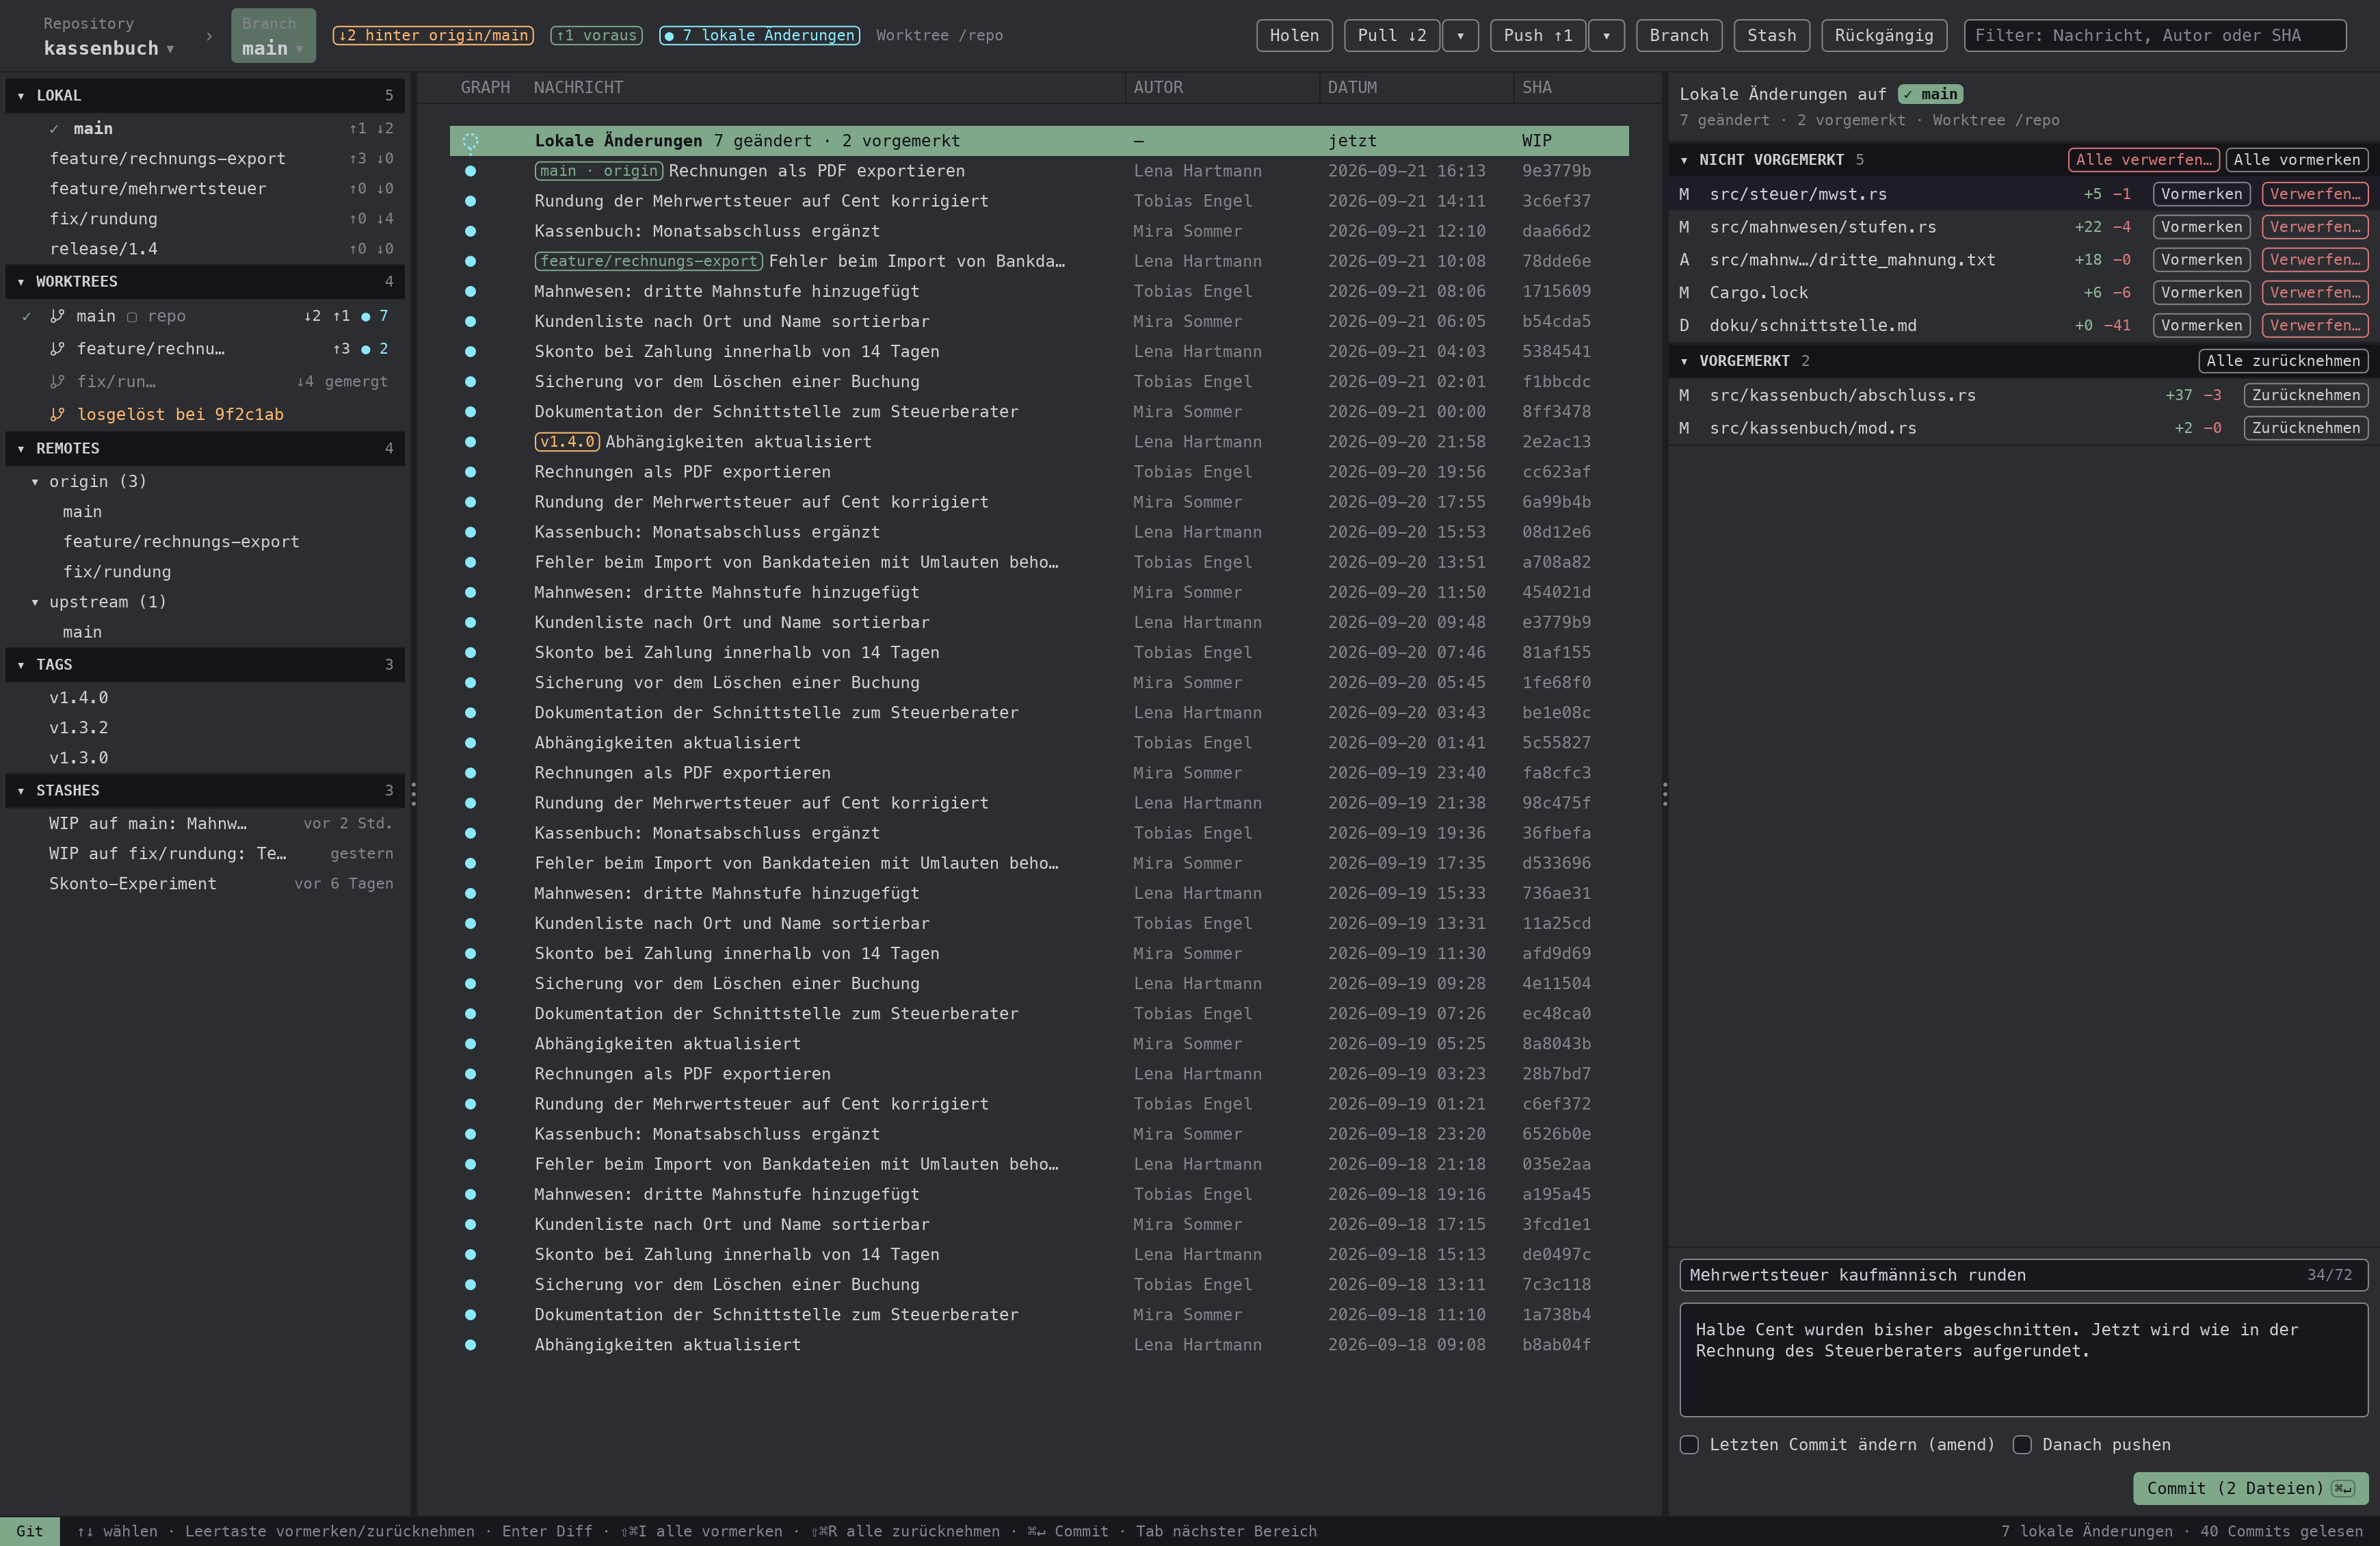 Repository
kassenbuch ▾
›
Branch
main ▾
↓2 hinter origin/main
↑1 voraus
● 7 lokale Änderungen
Worktree /repo
Holen
Pull ↓2 ▾
Push ↑1 ▾
Branch
Stash
Rückgängig
Filter: Nachricht, Autor oder SHA
▾ LOKAL 5
✓ main ↑1 ↓2
feature/rechnungs-export ↑3 ↓0
feature/mehrwertsteuer ↑0 ↓0
fix/rundung ↑0 ↓4
release/1.4 ↑0 ↓0
▾ WORKTREES 4
✓ main ▢ repo ↓2 ↑1 ● 7
feature/rechnu… ↑3 ● 2
fix/run… ↓4 gemergt
losgelöst bei 9f2c1ab
▾ REMOTES 4
▾ origin (3)
main
feature/rechnungs-export
fix/rundung
▾ upstream (1)
main
▾ TAGS 3
v1.4.0
v1.3.2
v1.3.0
▾ STASHES 3
WIP auf main: Mahnw… vor 2 Std.
WIP auf fix/rundung: Te… gestern
Skonto-Experiment vor 6 Tagen
GRAPH NACHRICHT AUTOR DATUM SHA
Lokale Änderungen 7 geändert · 2 vorgemerkt — jetzt WIP
main · origin Rechnungen als PDF exportieren Lena Hartmann 2026-09-21 16:13 9e3779b
Rundung der Mehrwertsteuer auf Cent korrigiert Tobias Engel 2026-09-21 14:11 3c6ef37
Kassenbuch: Monatsabschluss ergänzt Mira Sommer 2026-09-21 12:10 daa66d2
feature/rechnungs-export Fehler beim Import von Bankda… Lena Hartmann 2026-09-21 10:08 78dde6e
Mahnwesen: dritte Mahnstufe hinzugefügt Tobias Engel 2026-09-21 08:06 1715609
Kundenliste nach Ort und Name sortierbar Mira Sommer 2026-09-21 06:05 b54cda5
Skonto bei Zahlung innerhalb von 14 Tagen Lena Hartmann 2026-09-21 04:03 5384541
Sicherung vor dem Löschen einer Buchung Tobias Engel 2026-09-21 02:01 f1bbcdc
Dokumentation der Schnittstelle zum Steuerberater Mira Sommer 2026-09-21 00:00 8ff3478
v1.4.0 Abhängigkeiten aktualisiert Lena Hartmann 2026-09-20 21:58 2e2ac13
Rechnungen als PDF exportieren Tobias Engel 2026-09-20 19:56 cc623af
Rundung der Mehrwertsteuer auf Cent korrigiert Mira Sommer 2026-09-20 17:55 6a99b4b
Kassenbuch: Monatsabschluss ergänzt Lena Hartmann 2026-09-20 15:53 08d12e6
Fehler beim Import von Bankdateien mit Umlauten beho… Tobias Engel 2026-09-20 13:51 a708a82
Mahnwesen: dritte Mahnstufe hinzugefügt Mira Sommer 2026-09-20 11:50 454021d
Kundenliste nach Ort und Name sortierbar Lena Hartmann 2026-09-20 09:48 e3779b9
Skonto bei Zahlung innerhalb von 14 Tagen Tobias Engel 2026-09-20 07:46 81af155
Sicherung vor dem Löschen einer Buchung Mira Sommer 2026-09-20 05:45 1fe68f0
Dokumentation der Schnittstelle zum Steuerberater Lena Hartmann 2026-09-20 03:43 be1e08c
Abhängigkeiten aktualisiert Tobias Engel 2026-09-20 01:41 5c55827
Rechnungen als PDF exportieren Mira Sommer 2026-09-19 23:40 fa8cfc3
Rundung der Mehrwertsteuer auf Cent korrigiert Lena Hartmann 2026-09-19 21:38 98c475f
Kassenbuch: Monatsabschluss ergänzt Tobias Engel 2026-09-19 19:36 36fbefa
Fehler beim Import von Bankdateien mit Umlauten beho… Mira Sommer 2026-09-19 17:35 d533696
Mahnwesen: dritte Mahnstufe hinzugefügt Lena Hartmann 2026-09-19 15:33 736ae31
Kundenliste nach Ort und Name sortierbar Tobias Engel 2026-09-19 13:31 11a25cd
Skonto bei Zahlung innerhalb von 14 Tagen Mira Sommer 2026-09-19 11:30 afd9d69
Sicherung vor dem Löschen einer Buchung Lena Hartmann 2026-09-19 09:28 4e11504
Dokumentation der Schnittstelle zum Steuerberater Tobias Engel 2026-09-19 07:26 ec48ca0
Abhängigkeiten aktualisiert Mira Sommer 2026-09-19 05:25 8a8043b
Rechnungen als PDF exportieren Lena Hartmann 2026-09-19 03:23 28b7bd7
Rundung der Mehrwertsteuer auf Cent korrigiert Tobias Engel 2026-09-19 01:21 c6ef372
Kassenbuch: Monatsabschluss ergänzt Mira Sommer 2026-09-18 23:20 6526b0e
Fehler beim Import von Bankdateien mit Umlauten beho… Lena Hartmann 2026-09-18 21:18 035e2aa
Mahnwesen: dritte Mahnstufe hinzugefügt Tobias Engel 2026-09-18 19:16 a195a45
Kundenliste nach Ort und Name sortierbar Mira Sommer 2026-09-18 17:15 3fcd1e1
Skonto bei Zahlung innerhalb von 14 Tagen Lena Hartmann 2026-09-18 15:13 de0497c
Sicherung vor dem Löschen einer Buchung Tobias Engel 2026-09-18 13:11 7c3c118
Dokumentation der Schnittstelle zum Steuerberater Mira Sommer 2026-09-18 11:10 1a738b4
Abhängigkeiten aktualisiert Lena Hartmann 2026-09-18 09:08 b8ab04f
Lokale Änderungen auf ✓ main
7 geändert · 2 vorgemerkt · Worktree /repo
▾ NICHT VORGEMERKT 5 Alle verwerfen… Alle vormerken
M src/steuer/mwst.rs +5 −1 Vormerken Verwerfen…
M src/mahnwesen/stufen.rs +22 −4 Vormerken Verwerfen…
A src/mahnw…/dritte_mahnung.txt +18 −0 Vormerken Verwerfen…
M Cargo.lock +6 −6 Vormerken Verwerfen…
D doku/schnittstelle.md +0 −41 Vormerken Verwerfen…
▾ VORGEMERKT 2 Alle zurücknehmen
M src/kassenbuch/abschluss.rs +37 −3 Zurücknehmen
M src/kassenbuch/mod.rs +2 −0 Zurücknehmen
Mehrwertsteuer kaufmännisch runden 34/72
Halbe Cent wurden bisher abgeschnitten. Jetzt wird wie in der
Rechnung des Steuerberaters aufgerundet.
Letzten Commit ändern (amend) Danach pushen
Commit (2 Dateien) ⌘↵
Git ↑↓ wählen · Leertaste vormerken/zurücknehmen · Enter Diff · ⇧⌘I alle vormerken · ⇧⌘R alle zurücknehmen · ⌘↵ Commit · Tab nächster Bereich
7 lokale Änderungen · 40 Commits gelesen